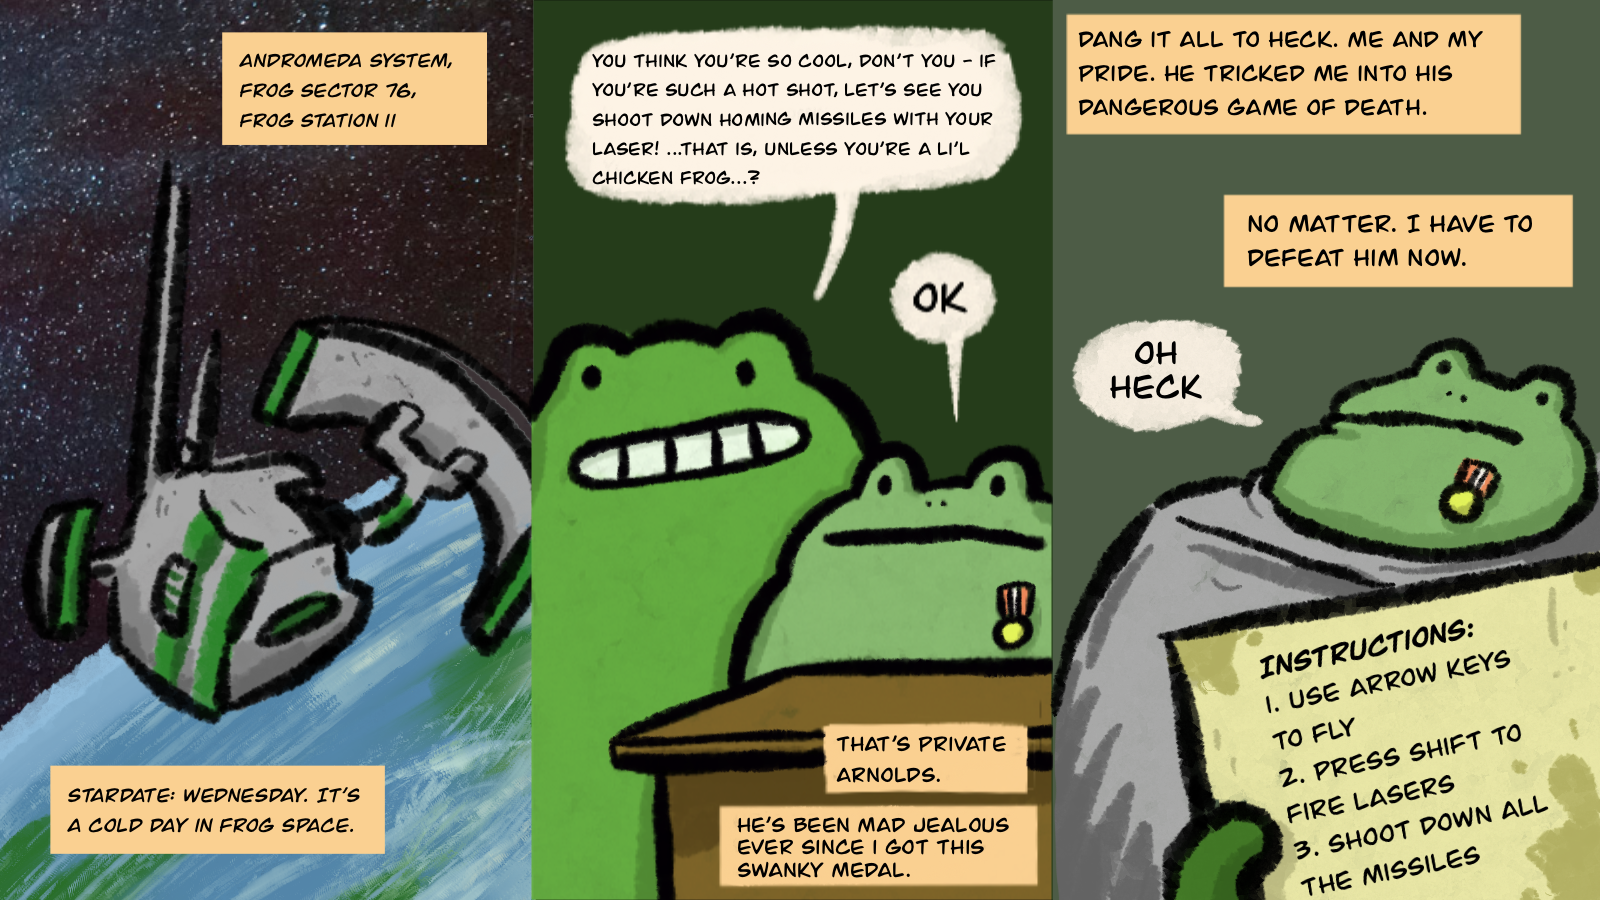 ANDROMEDA SYSTEM,
FROG SECTOR 76,
FROG STATION 11
STARDATE: WEDNESDAY. IT'S
A COLD DAY IN FROG SPACE.
YOU THINK YOU'RE SO COOL, DON'T YOU - IF
YOU'RE SUCH A HOT SHOT, LET'S SEE YOU
SHOOT DOWN HOMING MISSILES WITH YOUR
LASER! ...THAT IS, UNLESS YOU'RE A LI'L
CHICKEN FROG...?
OK
THAT'S PRIVATE
ARNOLDS.
HE'S BEEN MAD JEALOUS
EVER SINCE I GOT THIS
SWANKY MEDAL.
DANG IT ALL TO HECK. ME AND MY
PRIDE. HE TRICKED ME INTO HIS
DANGEROUS GAME OF DEATH.
NO MATTER. I HAVE TO
DEFEAT HIM NOW.
OH
HECK
INSTRUCTIONS:
1. USE ARROW KEYS
TO FLY
2. PRESS SHIFT TO
FIRE LASERS
3. SHOOT DOWN ALL
THE MISSILES